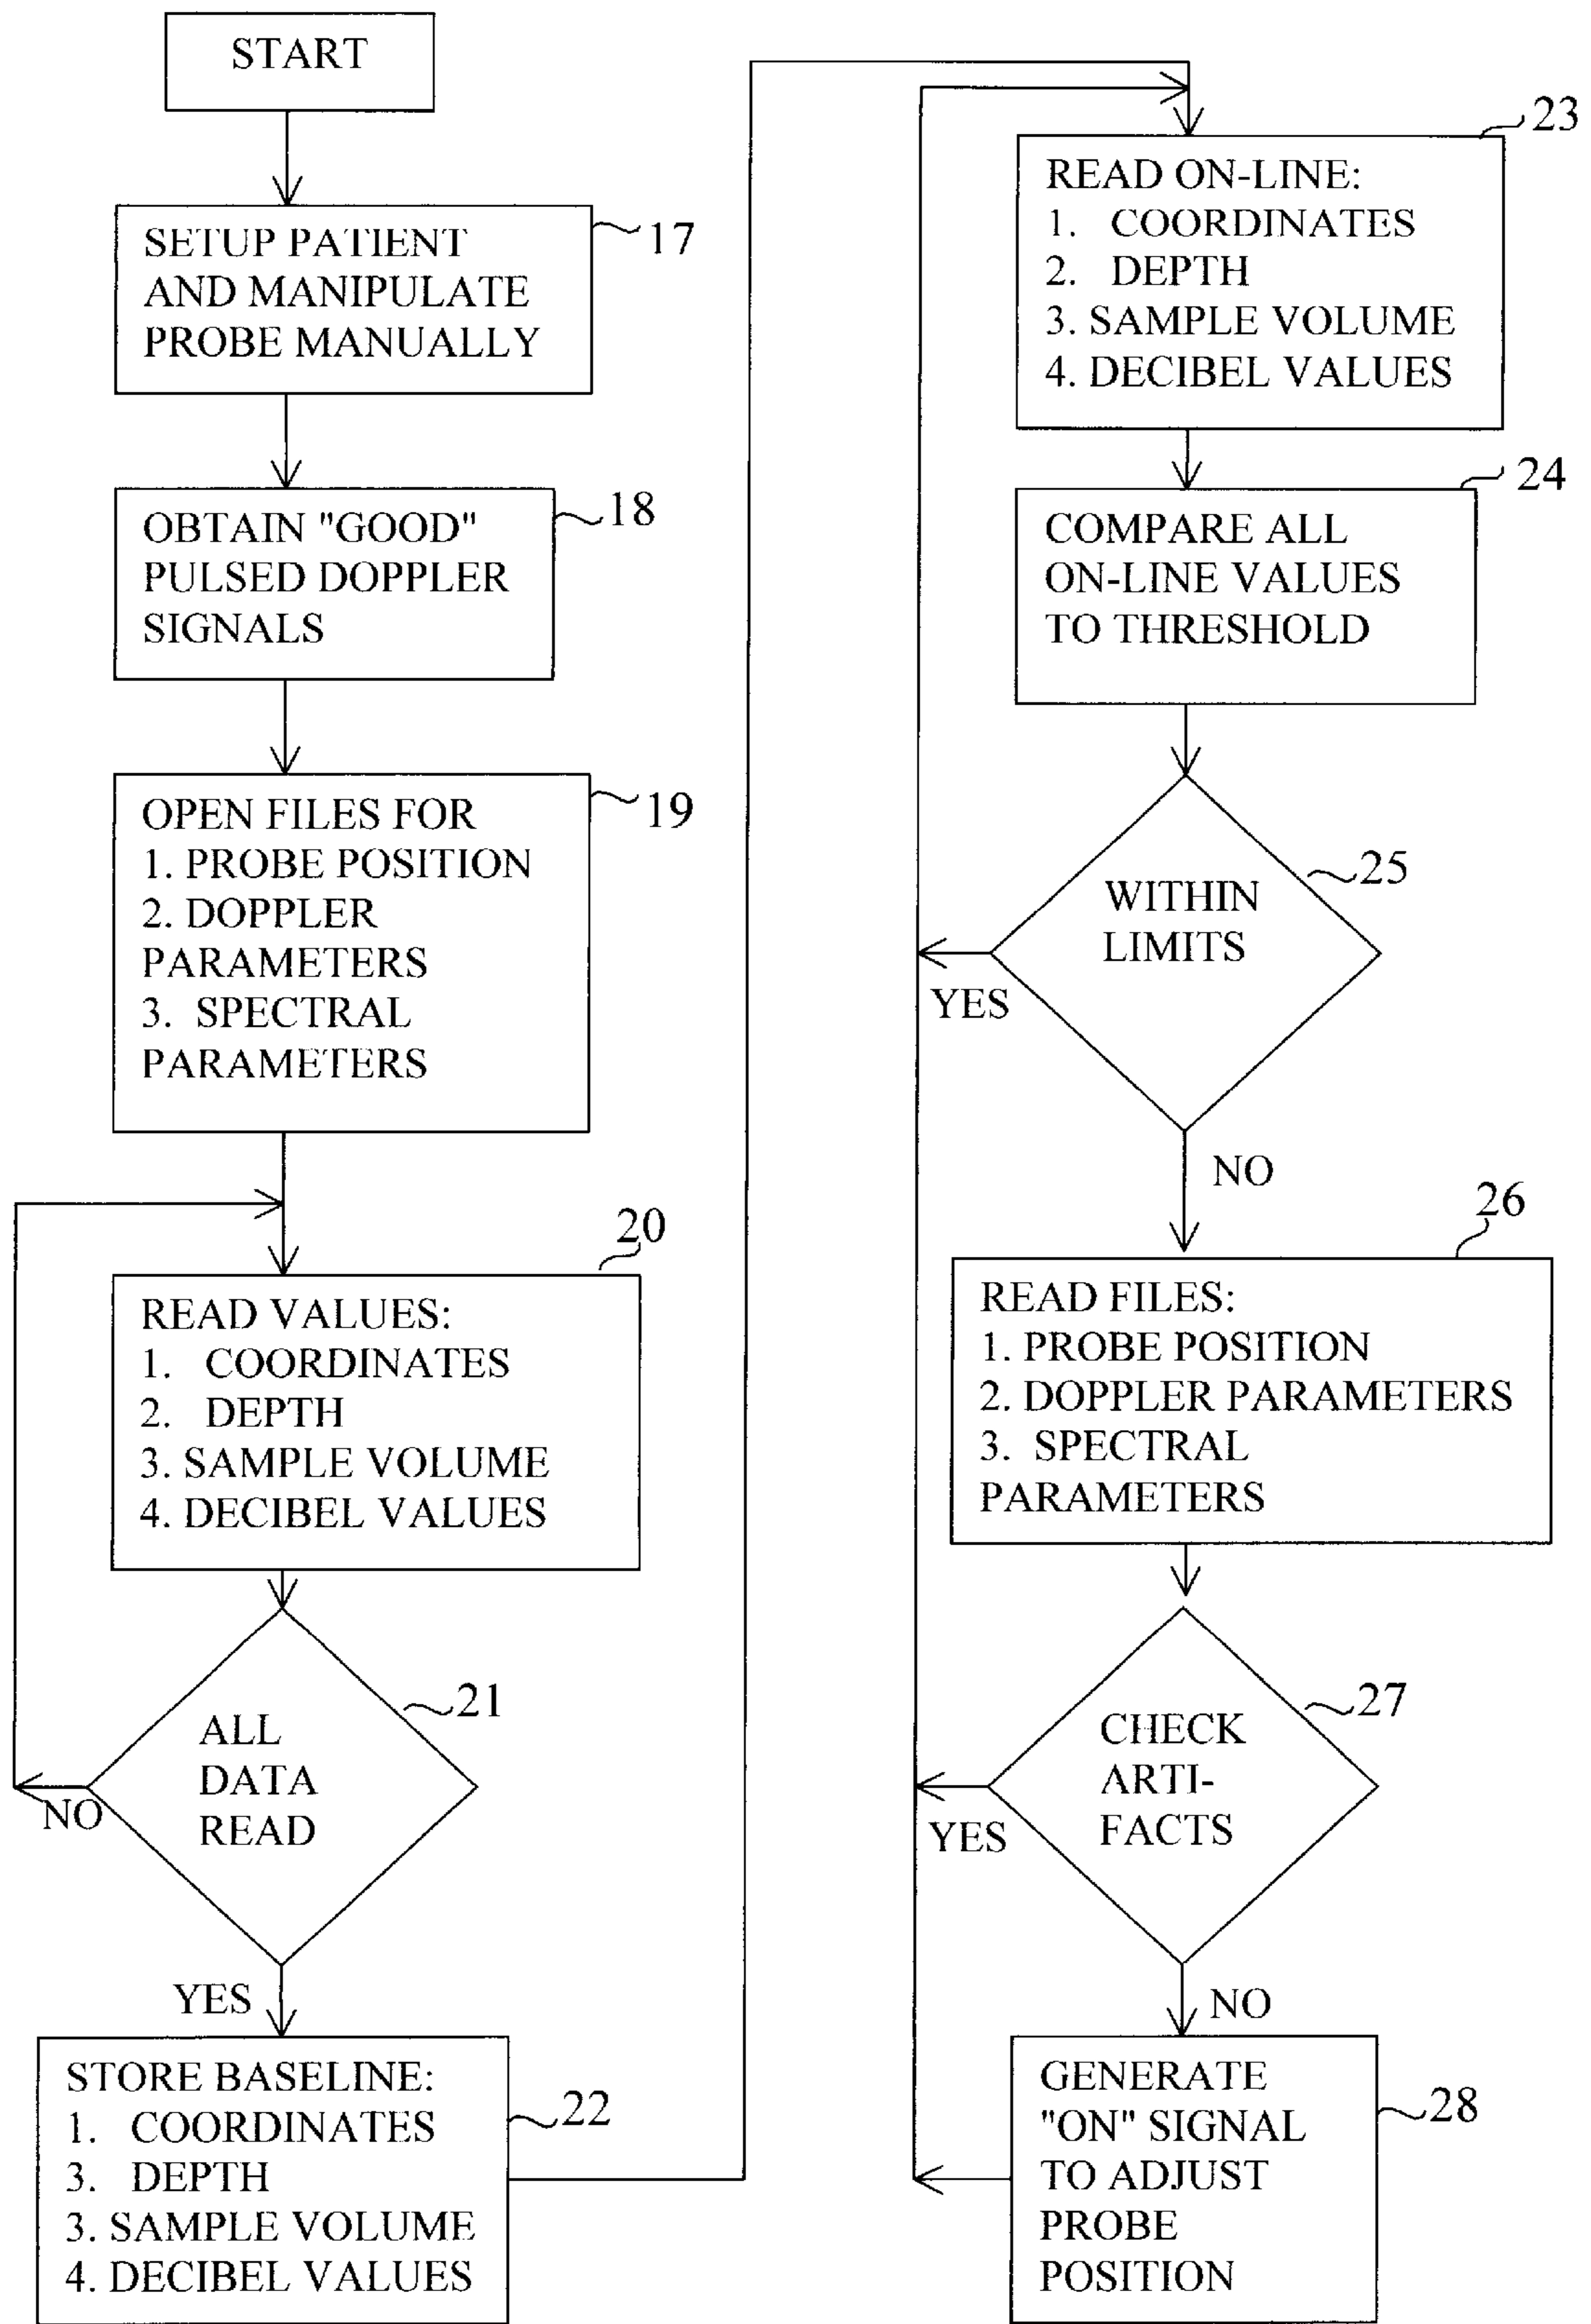 START
SETUP PATIENT
AND MANIPULATE
PROBE MANUALLY
17
OBTAIN "GOOD"
PULSED DOPPLER
SIGNALS
18
OPEN FILES FOR
1. PROBE POSITION
2. DOPPLER
PARAMETERS
3. SPECTRAL
PARAMETERS
19
20
READ VALUES:
1. COORDINATES
2. DEPTH
3. SAMPLE VOLUME
4. DECIBEL VALUES
21
ALL
DATA
READ
NO
YES
STORE BASELINE:
1. COORDINATES
3. DEPTH
3. SAMPLE VOLUME
4. DECIBEL VALUES
22
23
READ ON-LINE:
1. COORDINATES
2. DEPTH
3. SAMPLE VOLUME
4. DECIBEL VALUES
24
COMPARE ALL
ON-LINE VALUES
TO THRESHOLD
25
WITHIN
LIMITS
YES
NO
26
READ FILES:
1. PROBE POSITION
2. DOPPLER PARAMETERS
3. SPECTRAL
PARAMETERS
27
CHECK
ARTI-
FACTS
YES
NO
GENERATE
"ON" SIGNAL
TO ADJUST
PROBE
POSITION
28